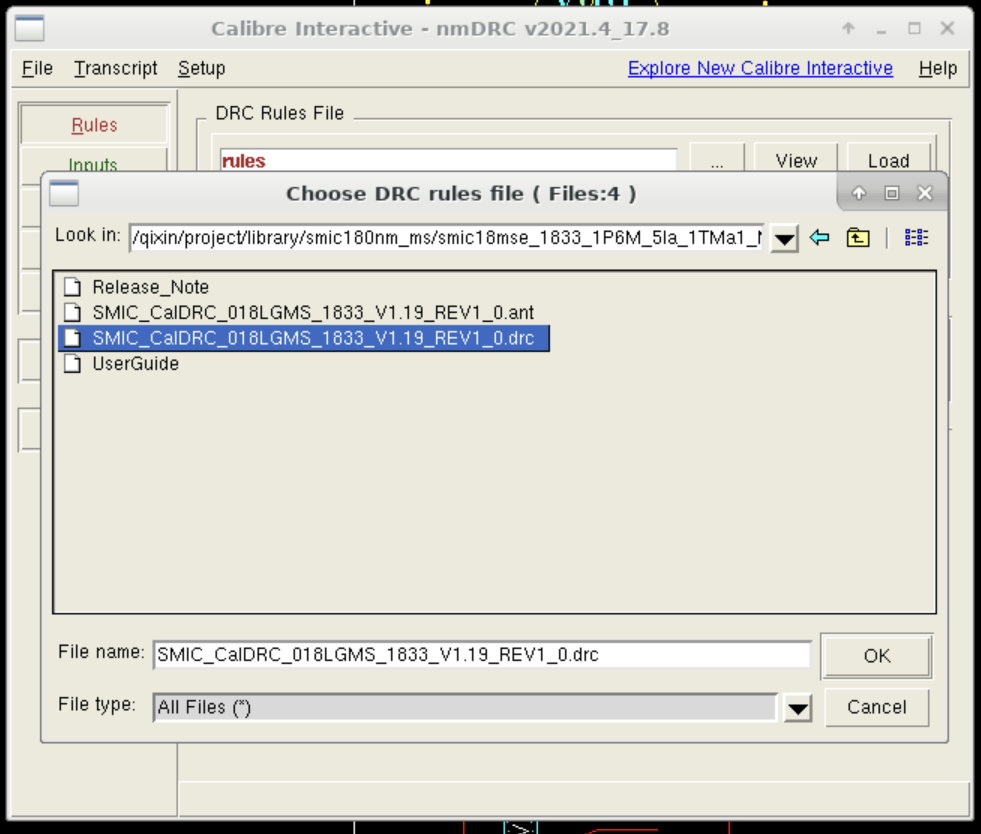 Calibre Interactive - nmDRC v2021.4_17.8
File Transcript Setup Explore New Calibre Interactive Help
Rules
DRC Rules File
Inputs
rules ... View Load
Choose DRC rules file ( Files:4 )
Look in: /qixin/project/library/smic180nm_ms/smic18mse_1833_1P6M_5Ia_1TMa1_
Release_Note
SMIC_CalDRC_018LGMS_1833_V1.19_REV1_0.ant
SMIC_CalDRC_018LGMS_1833_V1.19_REV1_0.drc
UserGuide
File name: SMIC_CalDRC_018LGMS_1833_V1.19_REV1_0.drc OK
File type: All Files (*) Cancel